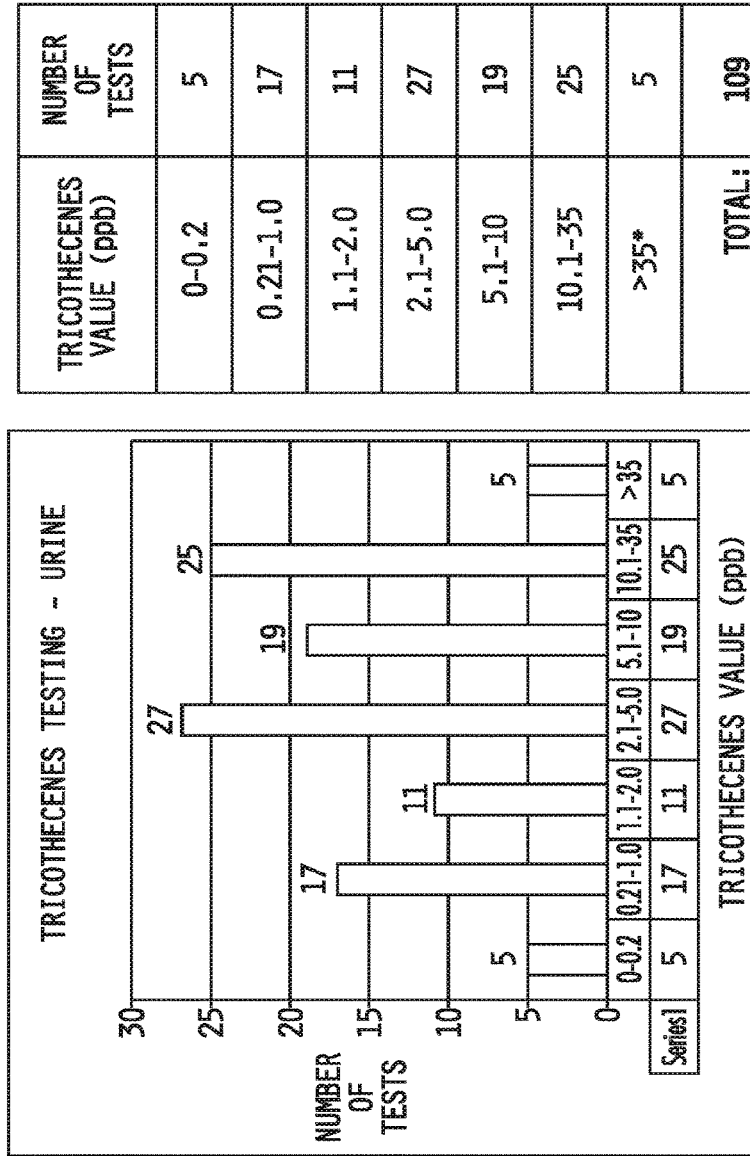 TRICOTHECENES TESTING - URINE
NUMBER
OF
TESTS
30
25
20
15
10
5
0
5
17
11
27
19
25
5
0-0.2 0.21-1.0 1.1-2.0 2.1-5.0 5.1-10 10.1-35 >35
Series1 5 17 11 27 19 25 5
TRICOTHECENES VALUE (ppb)
TRICOTHECENES NUMBER
VALUE (ppb) OF
TESTS
0-0.2 5
0.21-1.0 17
1.1-2.0 11
2.1-5.0 27
5.1-10 19
10.1-35 25
>35* 5
TOTAL: 109